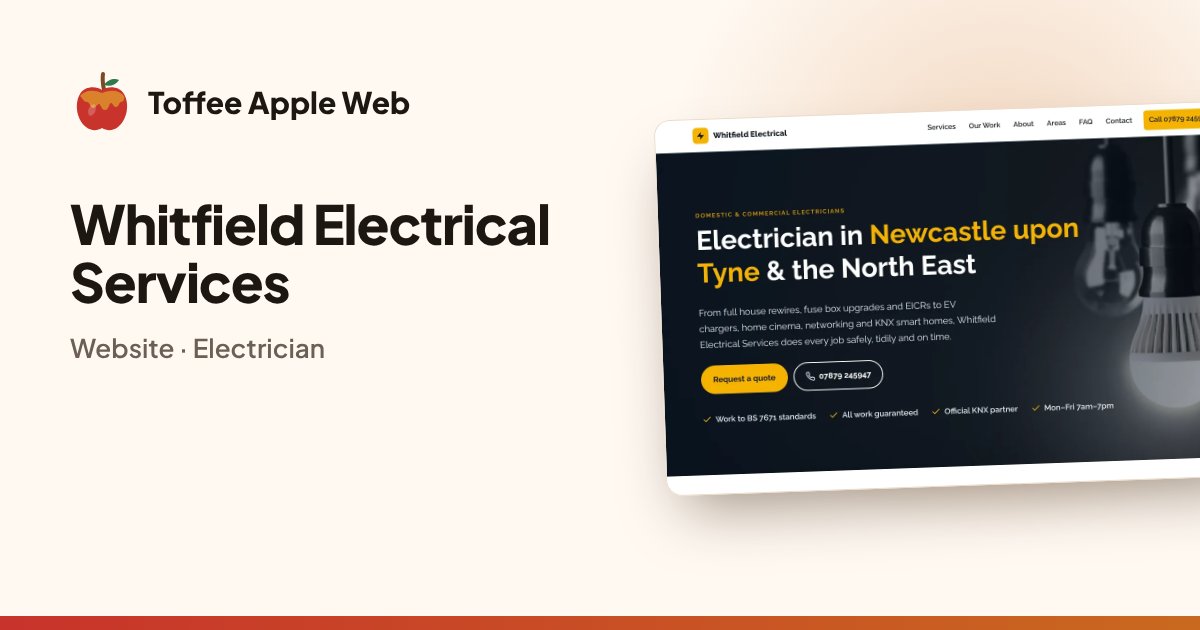 Toffee Apple Web
Whitfield Electrical
Services
Website · Electrician
Whitfield Electrical
Services
Our Work
About
Areas
FAQ
Contact
Call 07879 245
DOMESTIC & COMMERCIAL ELECTRICIANS
Electrician in Newcastle upon
Tyne & the North East
From full house rewires, fuse box upgrades and EICRs to EV
chargers, home cinema, networking and KNX smart homes, Whitfield
Electrical Services does every job safely, tidily and on time.
Request a quote
07879 245947
Work to BS 7671 standards
All work guaranteed
Official KNX partner
Mon–Fri 7am–7pm